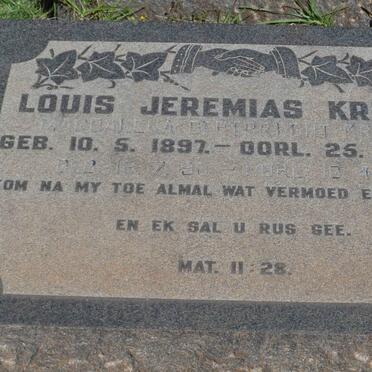 LOUIS JEREMIAS KR
GEB. 10. 5. 1897.- OORL. 25.
KOM NA MY TOE ALMAL WAT VERMOED E
EN EK SAL U RUS GEE.
MAT. 11:28.